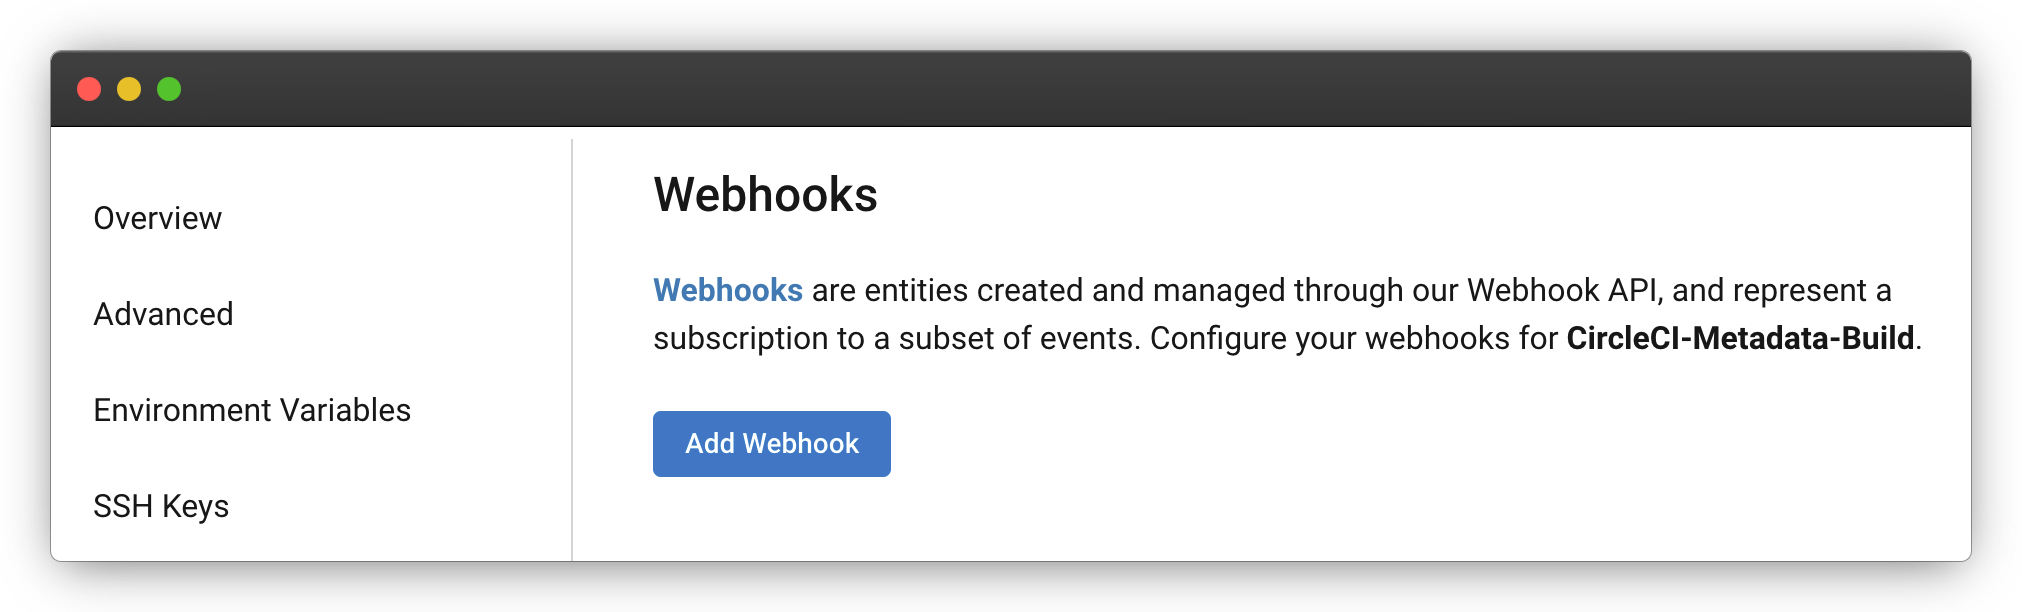 Overview
Advanced
Environment Variables
SSH Keys
Webhooks
Webhooks are entities created and managed through our Webhook API, and represent a
subscription to a subset of events. Configure your webhooks for CircleCI-Metadata-Build.
Add Webhook